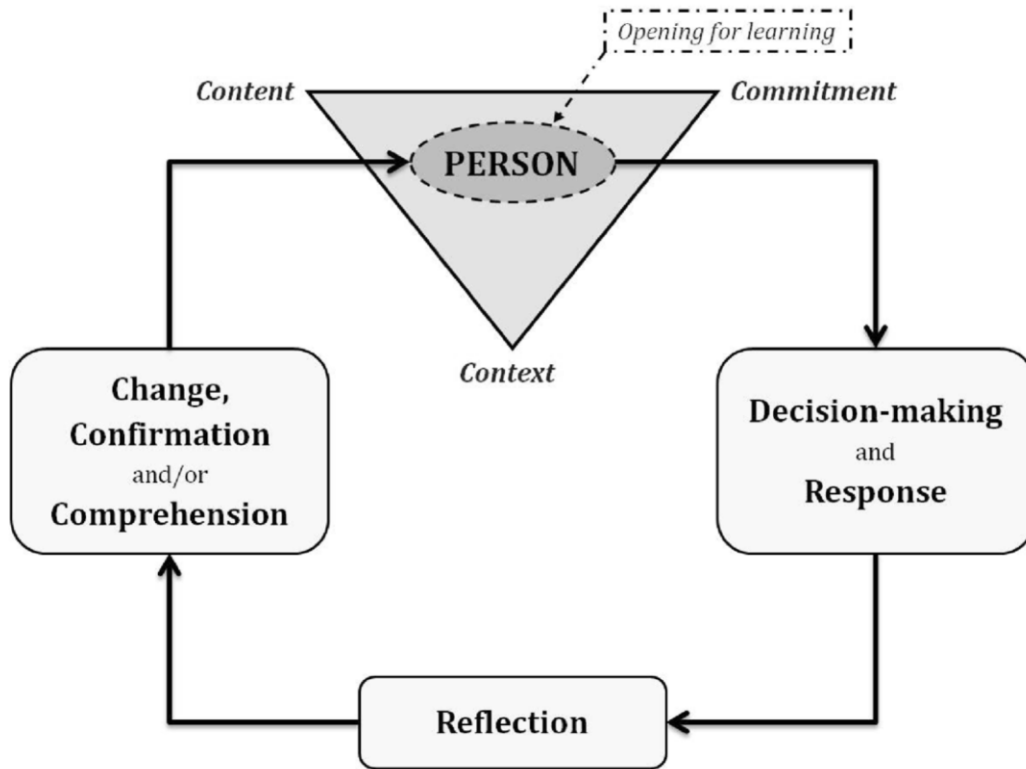 Opening for learning
Content
Commitment
PERSON
Context
Change,
Confirmation
and/or
Comprehension
Decision-making
and
Response
Reflection